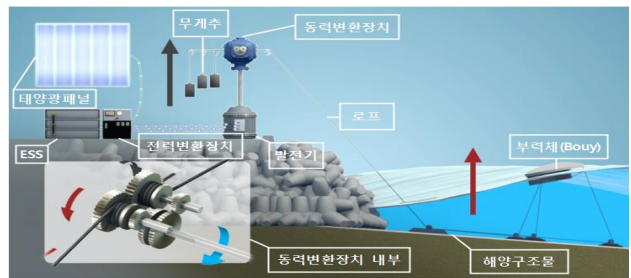 무게추
동력변환장치
태양광패널
로프
부력체(Bouy)
ESS
전력변환장치
발전기
동력변환장치 내부
해양구조물